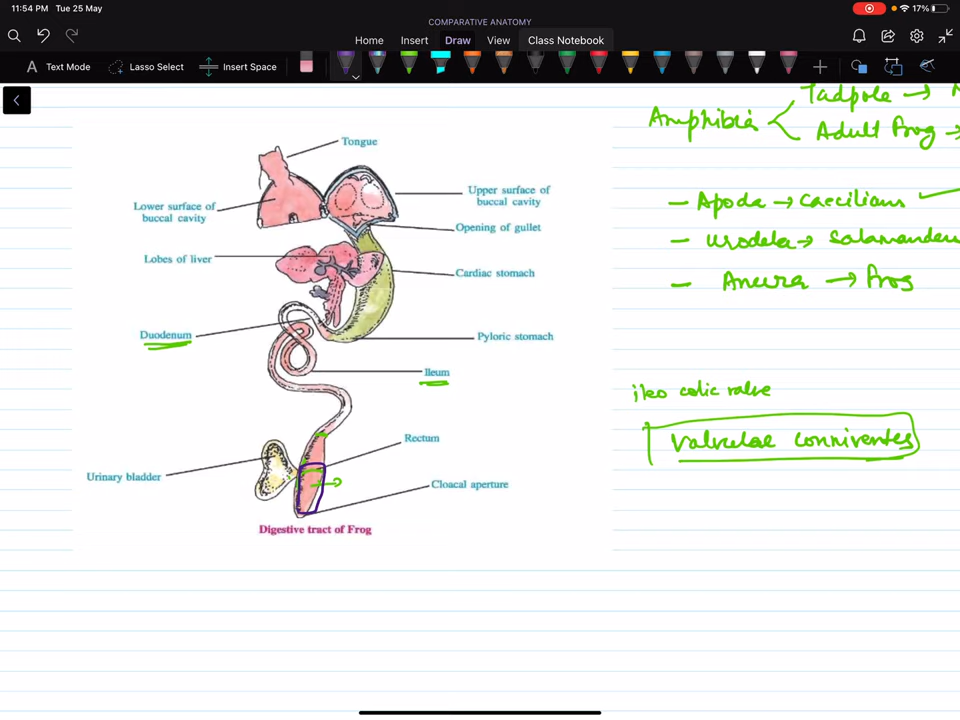 11:54 PM Tue 25 May
17%
COMPARATIVE ANATOMY
Home Insert Draw View Class Notebook
Text Mode Lasso Select Insert Space
Tadpole →
Amphibia
Adult frog →
Tongue
Upper surface of
buccal cavity
Lower surface of
buccal cavity
Opening of gullet
Lobes of liver
Cardiac stomach
Duodenum
Pyloric stomach
Ileum
Rectum
Urinary bladder
Cloacal aperture
Digestive tract of Frog
- Apoda → Caecilians
- Urodela → Salamanders
- Anura → Frog
ileo colic valve
Valvulae conniventes